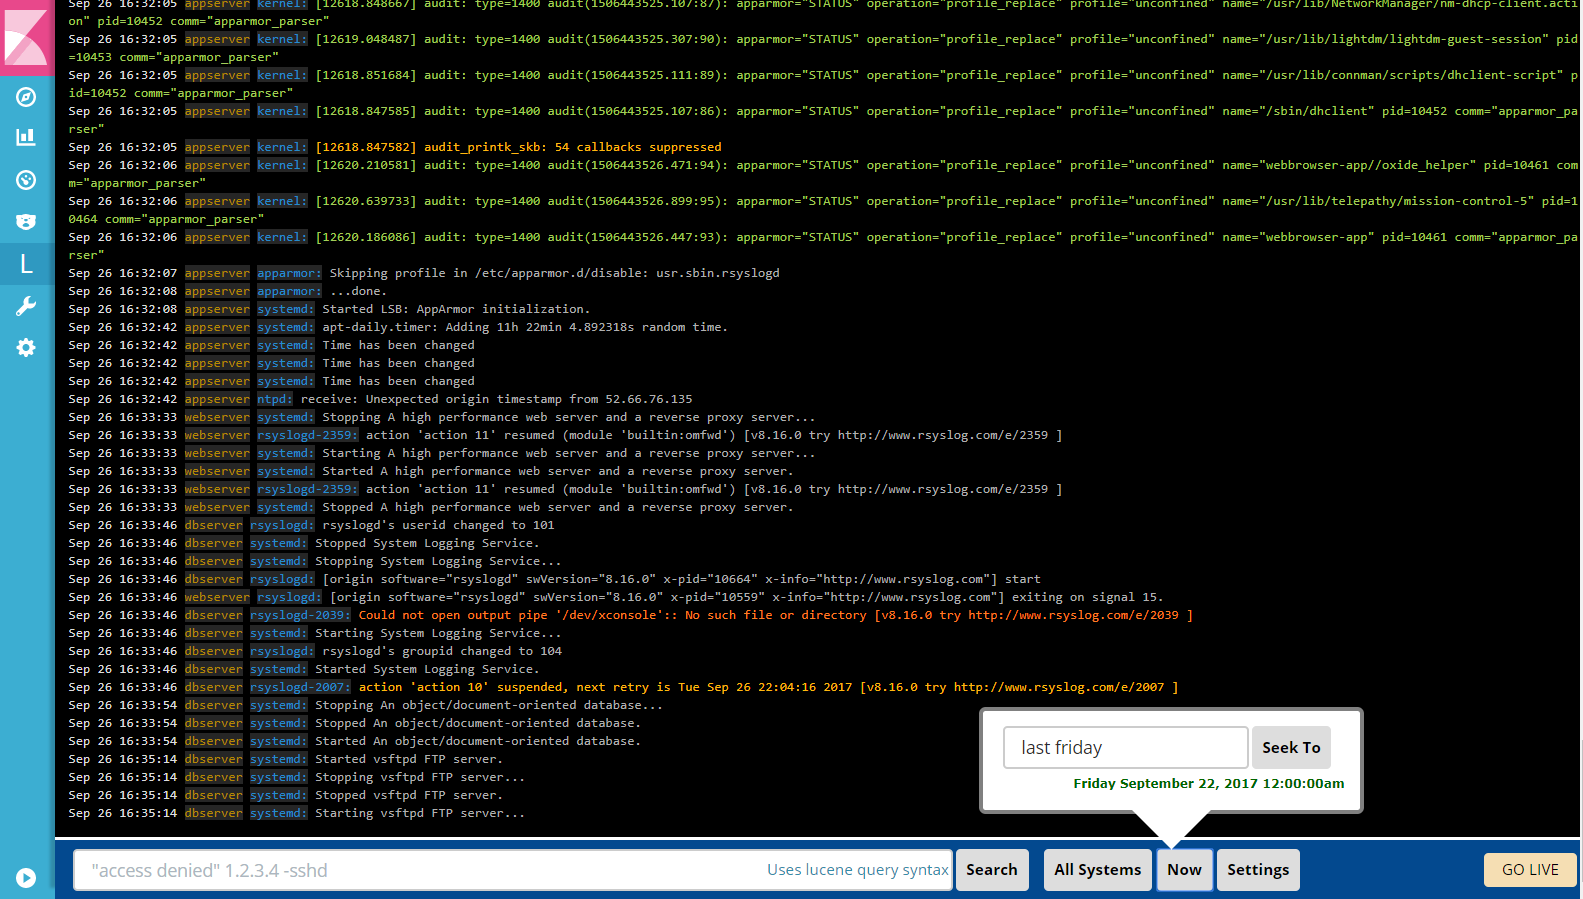 Sep 26 16:32:05 appserver kernel: [12618.848667] audit: type=1400 audit(1506443525.107:87): apparmor="STATUS" operation="profile_replace" profile="unconfined" name="/usr/lib/NetworkManager/nm-dhcp-client.acti
on" pid=10452 comm="apparmor_parser"
Sep 26 16:32:05 appserver kernel: [12619.048487] audit: type=1400 audit(1506443525.307:90): apparmor="STATUS" operation="profile_replace" profile="unconfined" name="/usr/lib/lightdm/lightdm-guest-session" pid
=10453 comm="apparmor_parser"
Sep 26 16:32:05 appserver kernel: [12618.851684] audit: type=1400 audit(1506443525.111:89): apparmor="STATUS" operation="profile_replace" profile="unconfined" name="/usr/lib/connman/scripts/dhclient-script" p
id=10452 comm="apparmor_parser"
Sep 26 16:32:05 appserver kernel: [12618.847585] audit: type=1400 audit(1506443525.107:86): apparmor="STATUS" operation="profile_replace" profile="unconfined" name="/sbin/dhclient" pid=10452 comm="apparmor_pa
rser"
Sep 26 16:32:05 appserver kernel: [12618.847582] audit_printk_skb: 54 callbacks suppressed
Sep 26 16:32:06 appserver kernel: [12620.210581] audit: type=1400 audit(1506443526.471:94): apparmor="STATUS" operation="profile_replace" profile="unconfined" name="webbrowser-app//oxide_helper" pid=10461 com
m="apparmor_parser"
Sep 26 16:32:06 appserver kernel: [12620.639733] audit: type=1400 audit(1506443526.899:95): apparmor="STATUS" operation="profile_replace" profile="unconfined" name="/usr/lib/telepathy/mission-control-5" pid=1
0464 comm="apparmor_parser"
Sep 26 16:32:06 appserver kernel: [12620.186086] audit: type=1400 audit(1506443526.447:93): apparmor="STATUS" operation="profile_replace" profile="unconfined" name="webbrowser-app" pid=10461 comm="apparmor_pa
rser"
L
Sep 26 16:32:07 appserver apparmor: Skipping profile in /etc/apparmor.d/disable: usr.sbin.rsyslogd
Sep 26 16:32:08 appserver apparmor: ...done.
Sep 26 16:32:08 appserver systemd: Started LSB: AppArmor initialization.
Sep 26 16:32:42 appserver systemd: apt-daily.timer: Adding 11h 22min 4.892318s random time.
Sep 26 16:32:42 appserver systemd: Time has been changed
Sep 26 16:32:42 appserver systemd: Time has been changed
Sep 26 16:32:42 appserver systemd: Time has been changed
Sep 26 16:32:42 appserver ntpd: receive: Unexpected origin timestamp from 52.66.76.135
Sep 26 16:33:33 webserver systemd: Stopping A high performance web server and a reverse proxy server...
Sep 26 16:33:33 webserver rsyslogd-2359: action 'action 11' resumed (module 'builtin:omfwd') [v8.16.0 try http://www.rsyslog.com/e/2359 ]
Sep 26 16:33:33 webserver systemd: Starting A high performance web server and a reverse proxy server...
Sep 26 16:33:33 webserver systemd: Started A high performance web server and a reverse proxy server.
Sep 26 16:33:33 webserver rsyslogd-2359: action 'action 11' resumed (module 'builtin:omfwd') [v8.16.0 try http://www.rsyslog.com/e/2359 ]
Sep 26 16:33:33 webserver systemd: Stopped A high performance web server and a reverse proxy server.
Sep 26 16:33:46 dbserver rsyslogd: rsyslogd's userid changed to 101
Sep 26 16:33:46 dbserver systemd: Stopped System Logging Service.
Sep 26 16:33:46 dbserver systemd: Stopping System Logging Service...
Sep 26 16:33:46 dbserver rsyslogd: [origin software="rsyslogd" swVersion="8.16.0" x-pid="10664" x-info="http://www.rsyslog.com"] start
Sep 26 16:33:46 webserver rsyslogd: [origin software="rsyslogd" swVersion="8.16.0" x-pid="10559" x-info="http://www.rsyslog.com"] exiting on signal 15.
Sep 26 16:33:46 dbserver rsyslogd-2039: Could not open output pipe '/dev/xconsole':: No such file or directory [v8.16.0 try http://www.rsyslog.com/e/2039 ]
Sep 26 16:33:46 dbserver systemd: Starting System Logging Service...
Sep 26 16:33:46 dbserver rsyslogd: rsyslogd's groupid changed to 104
Sep 26 16:33:46 dbserver systemd: Started System Logging Service.
Sep 26 16:33:46 dbserver rsyslogd-2007: action 'action 10' suspended, next retry is Tue Sep 26 22:04:16 2017 [v8.16.0 try http://www.rsyslog.com/e/2007 ]
Sep 26 16:33:54 dbserver systemd: Stopping An object/document-oriented database...
Sep 26 16:33:54 dbserver systemd: Stopped An object/document-oriented database.
Sep 26 16:33:54 dbserver systemd: Started An object/document-oriented database.
Sep 26 16:35:14 dbserver systemd: Started vsftpd FTP server.
Sep 26 16:35:14 dbserver systemd: Stopping vsftpd FTP server...
Sep 26 16:35:14 dbserver systemd: Stopped vsftpd FTP server.
Sep 26 16:35:14 dbserver systemd: Starting vsftpd FTP server...
last friday Seek To
Friday September 22, 2017 12:00:00am
"access denied" 1.2.3.4 -sshd Uses lucene query syntax Search All Systems Now Settings GO LIVE